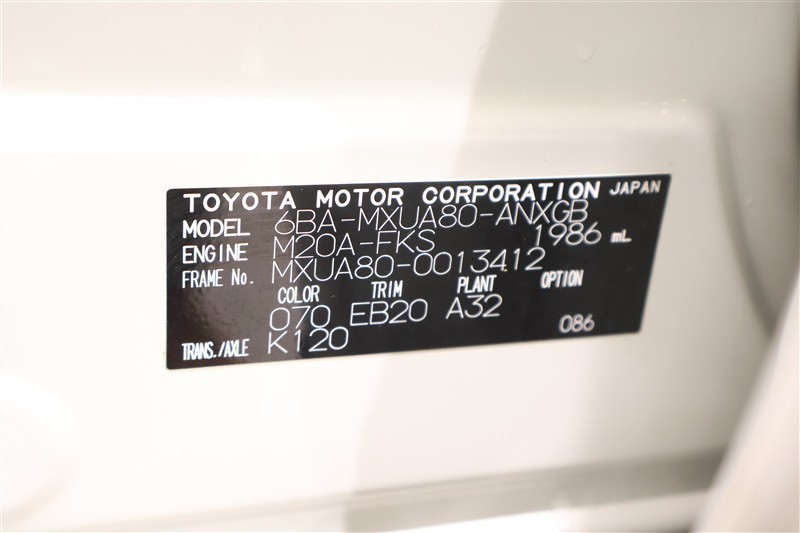 TOYOTA MOTOR CORPORATION JAPAN
MODEL 6BA-MXUA80-ANXGB
ENGINE M20A-FKS 1986 mL
FRAME No. MXUA80-0013412
COLOR TRIM PLANT OPTION
070 EB20 A32
086
TRANS./AXLE K120